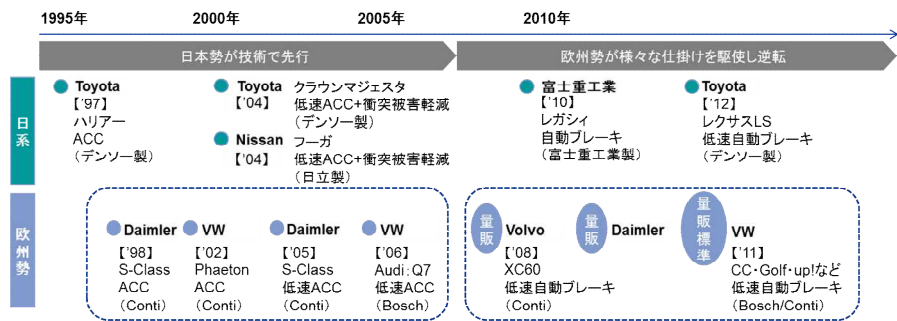 1995年
2000年
2005年
2010年
日本勢が技術で先行
欧州勢が様々な仕掛けを駆使し逆転
日系
Toyota
【'97】
ハリアー
ACC
(デンソー製)
Toyota クラウンマジェスタ
【'04】 低速ACC+衝突被害軽減
(デンソー製)
Nissan フーガ
【'04】 低速ACC+衝突被害軽減
(日立製)
富士重工業
【'10】
レガシィ
自動ブレーキ
(富士重工業製)
Toyota
【'12】
レクサスLS
低速自動ブレーキ
(デンソー製)
欧州勢
Daimler
【'98】
S-Class
ACC
(Conti)
VW
【'02】
Phaeton
ACC
(Conti)
Daimler
【'05】
S-Class
低速ACC
(Conti)
VW
【'06】
Audi:Q7
低速ACC
(Bosch)
量販
Volvo
【'08】
XC60
低速自動ブレーキ
(Conti)
量販
Daimler
量販標準
VW
【'11】
CC・Golf・up!など
低速自動ブレーキ
(Bosch/Conti)